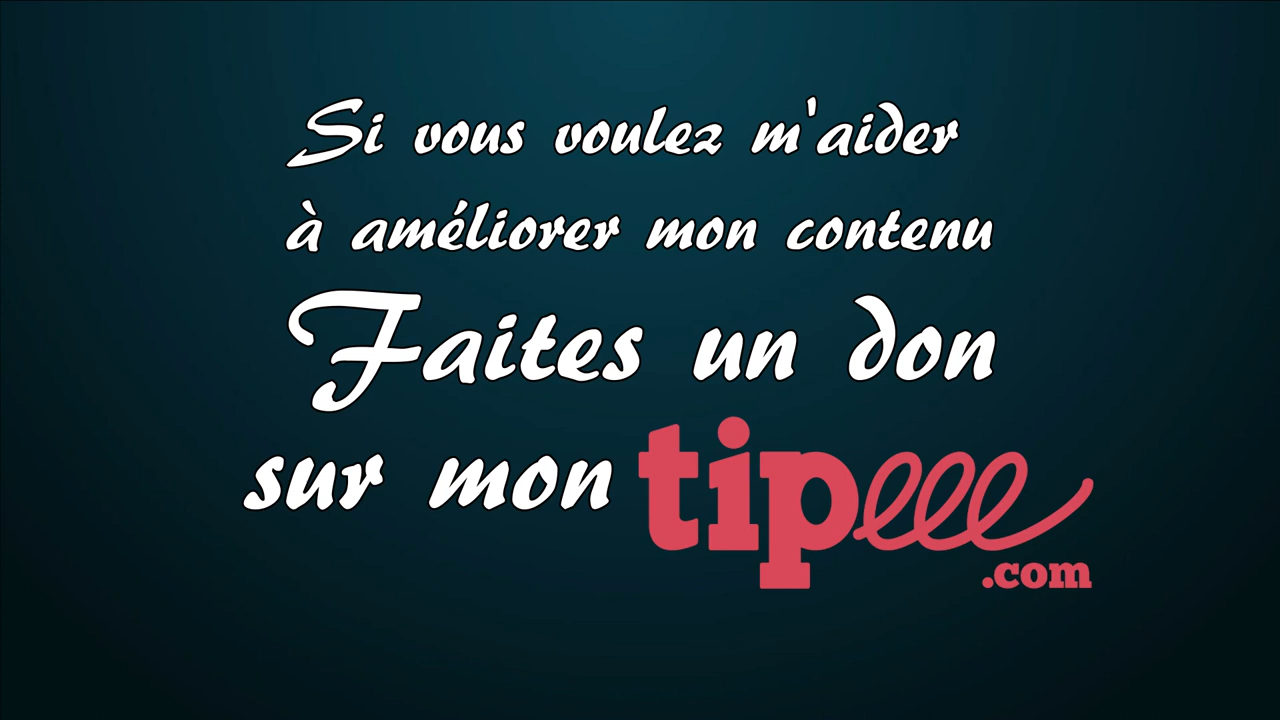 Si vous voulez m'aider
à améliorer mon contenu
Faites un don
sur mon tipeee
.com